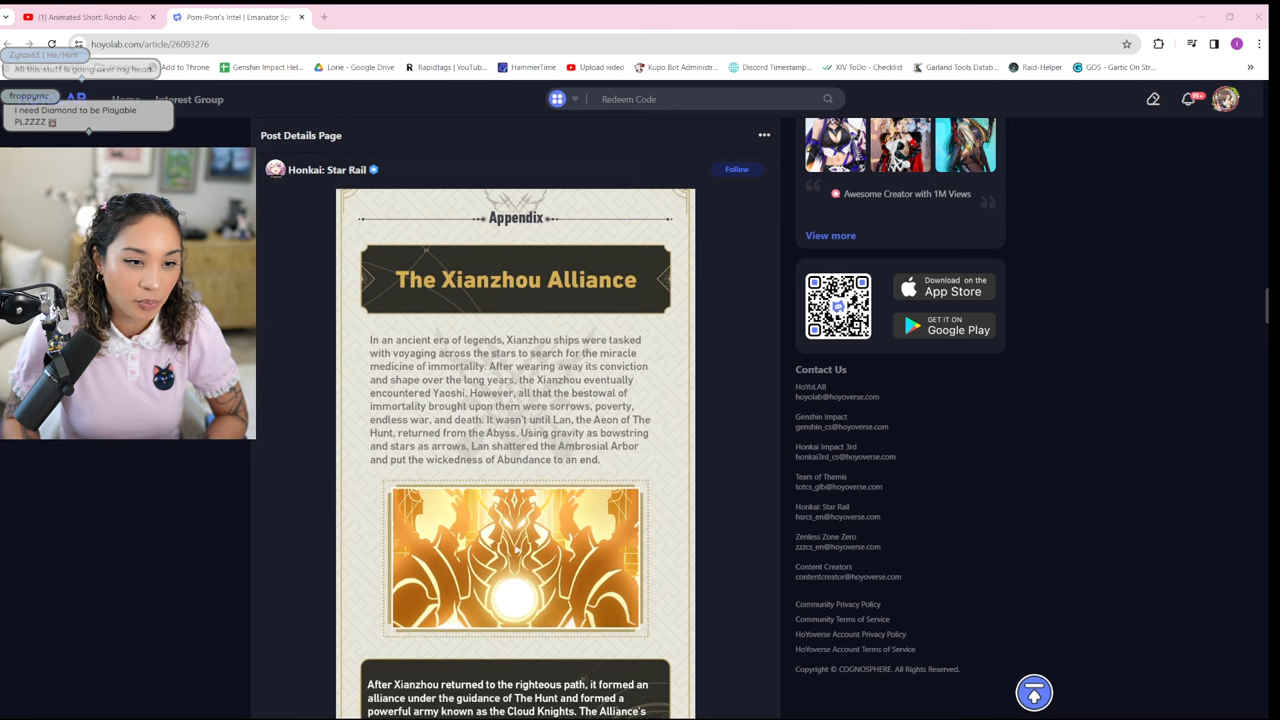 (1) Animated Short: Rondo Acr
Pom-Pom's Intel | Emanator Sp
hoyolab.com/article/26093276
Zylax65 | He/Him
All this stuff is going over my head
Add to Throne
Genshin Impact Hel...
Lorie - Google Drive
Rapidtags | YouTub...
HammerTime
Upload video
Kupo Bot Administr...
Discord Timestamp...
XIV ToDo - Checklist
Garland Tools Datab...
Raid-Helper
GOS - Gartic On Str...
froppymc
I need Diamond to be Playable
PLZZZZ
Home
Interest Group
Redeem Code
99+
Post Details Page
Honkai: Star Rail
Follow
Appendix
The Xianzhou Alliance
In an ancient era of legends, Xianzhou ships were tasked
with voyaging across the stars to search for the miracle
medicine of immortality. After wearing away its conviction
and shape over the long years, the Xianzhou eventually
encountered Yaoshi. However, all that the bestowal of
immortality brought upon them were sorrows, poverty,
endless war, and death. It wasn't until Lan, the Aeon of The
Hunt, returned from the Abyss. Using gravity as bowstring
and stars as arrows, Lan shattered the Ambrosial Arbor
and put the wickedness of Abundance to an end.
After Xianzhou returned to the righteous path, it formed an
alliance under the guidance of The Hunt and formed a
powerful army known as the Cloud Knights. The Alliance's
Awesome Creator with 1M Views
View more
Download on the
App Store
GET IT ON
Google Play
Contact Us
HoYoLAB
hoyolab@hoyoverse.com
Genshin Impact
genshin_cs@hoyoverse.com
Honkai Impact 3rd
honkai3rd_cs@hoyoverse.com
Tears of Themis
totcs_glb@hoyoverse.com
Honkai: Star Rail
hsrcs_en@hoyoverse.com
Zenless Zone Zero
zzzcs_en@hoyoverse.com
Content Creators
contentcreator@hoyoverse.com
Community Privacy Policy
Community Terms of Service
HoYoverse Account Privacy Policy
HoYoverse Account Terms of Service
Copyright © COGNOSPHERE. All Rights Reserved.